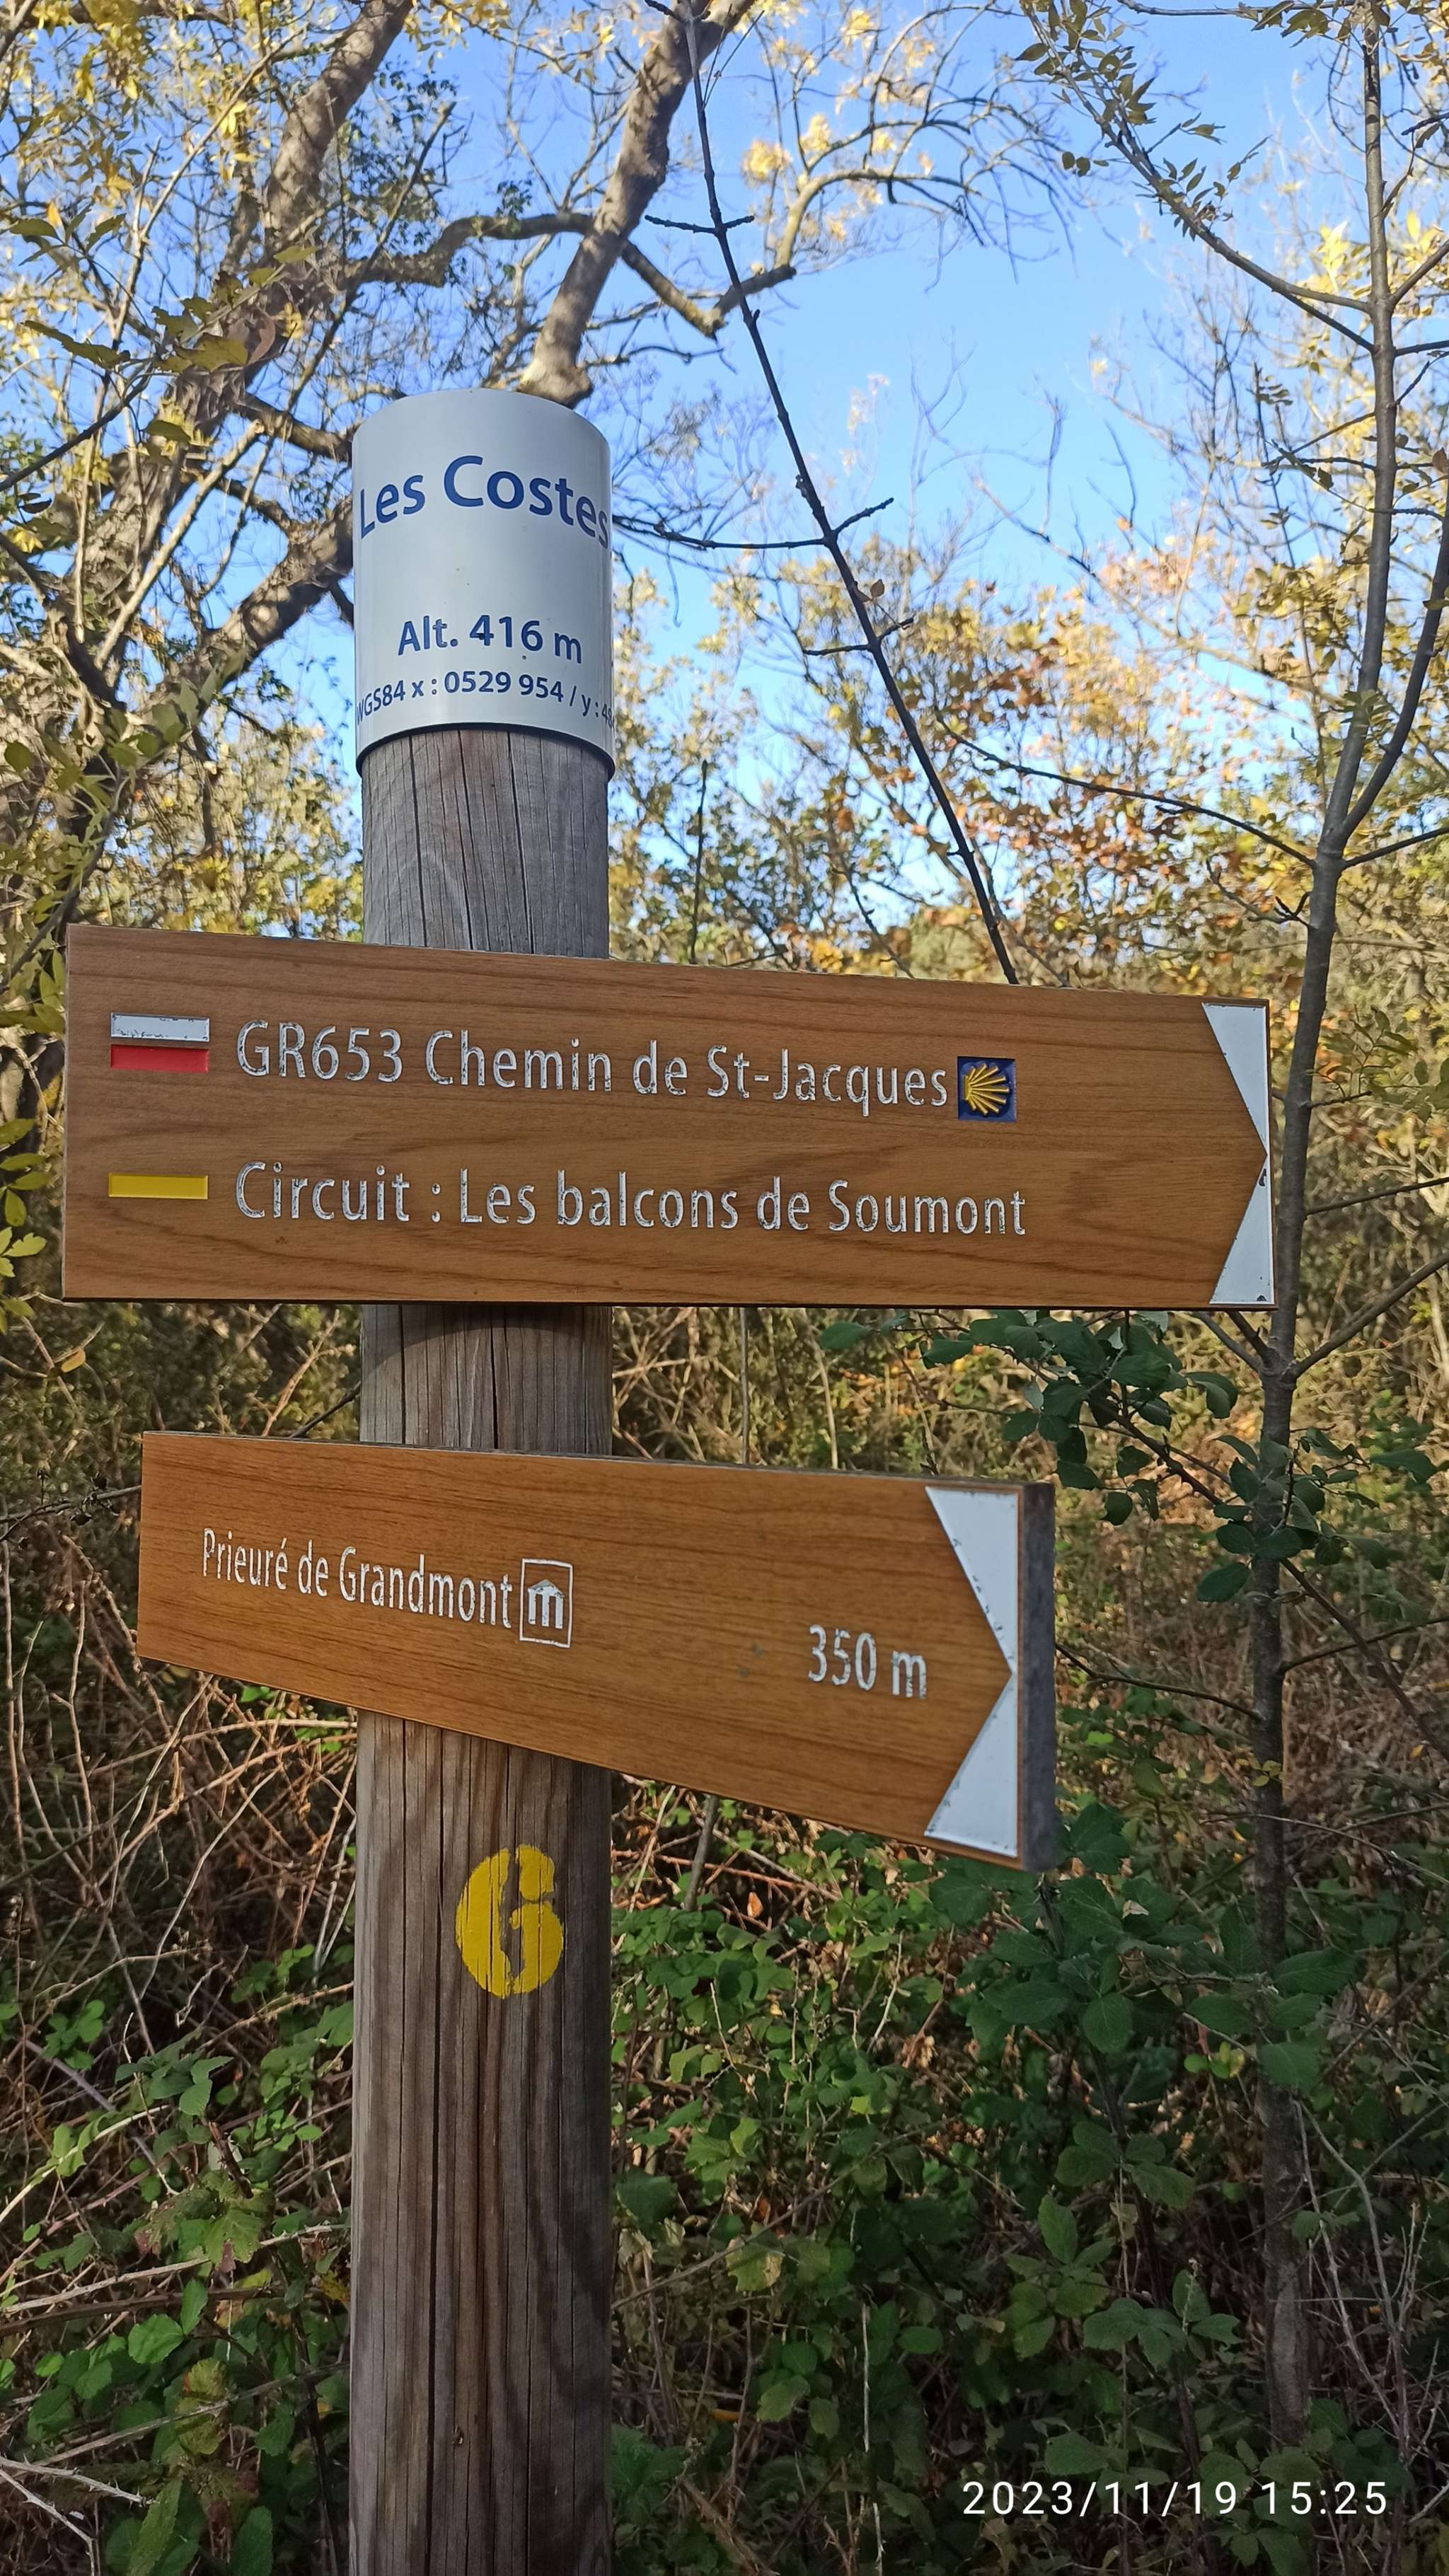 Les Costes
Alt. 416 m
WGS84 x : 0529 954 / y :
GR653 Chemin de St-Jacques
Circuit : Les balcons de Soumont
Prieuré de Grandmont
350 m
6
2023/11/19 15:25